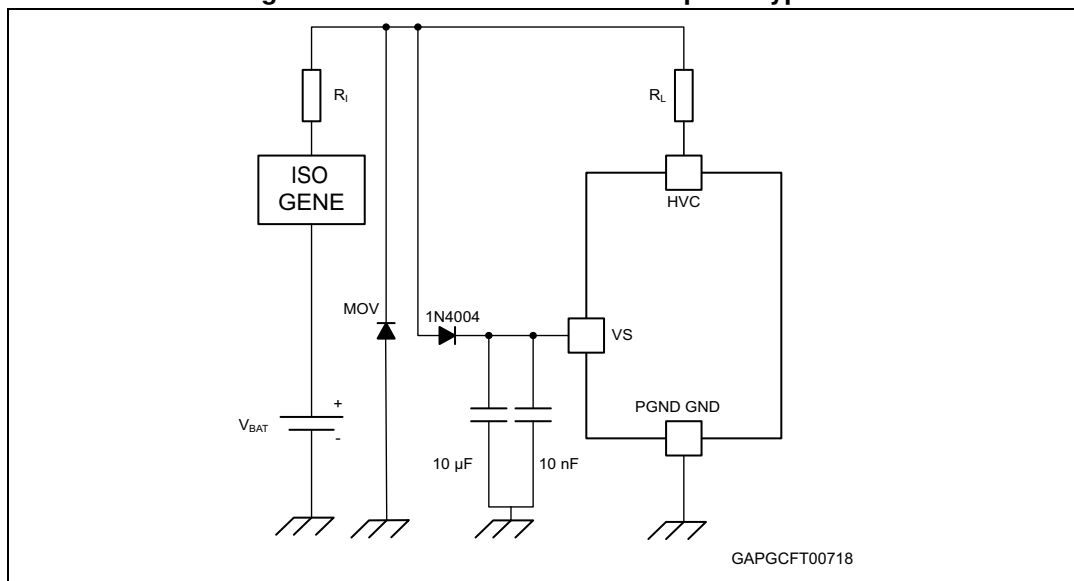 R_I
R_L
ISO
GENE
HVC
MOV
1N4004
VS
PGND GND
+
V_BAT
-
10 µF
10 nF
GAPGCFT00718